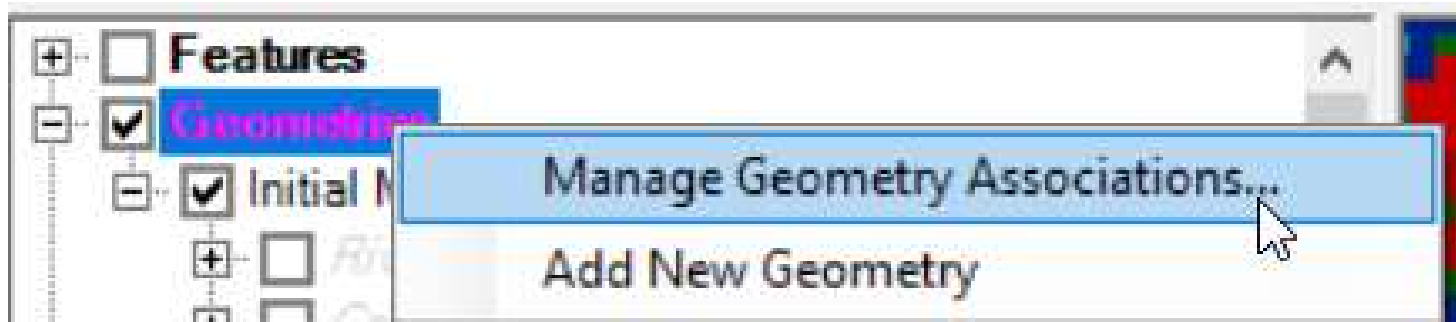 Features
Geometries
Initial
Manage Geometry Associations...
Add New Geometry